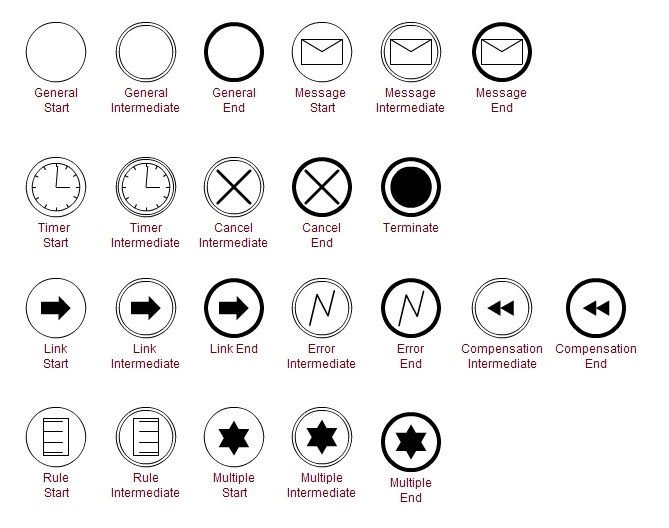 General General General Message Message Message
Start Intermediate End Start Intermediate End
Timer Timer Cancel Cancel Terminate
Start Intermediate Intermediate End
Link Link Link End Error Error Compensation Compensation
Start Intermediate Intermediate End Intermediate End
Rule Rule Multiple Multiple Multiple
Start Intermediate Start Intermediate End